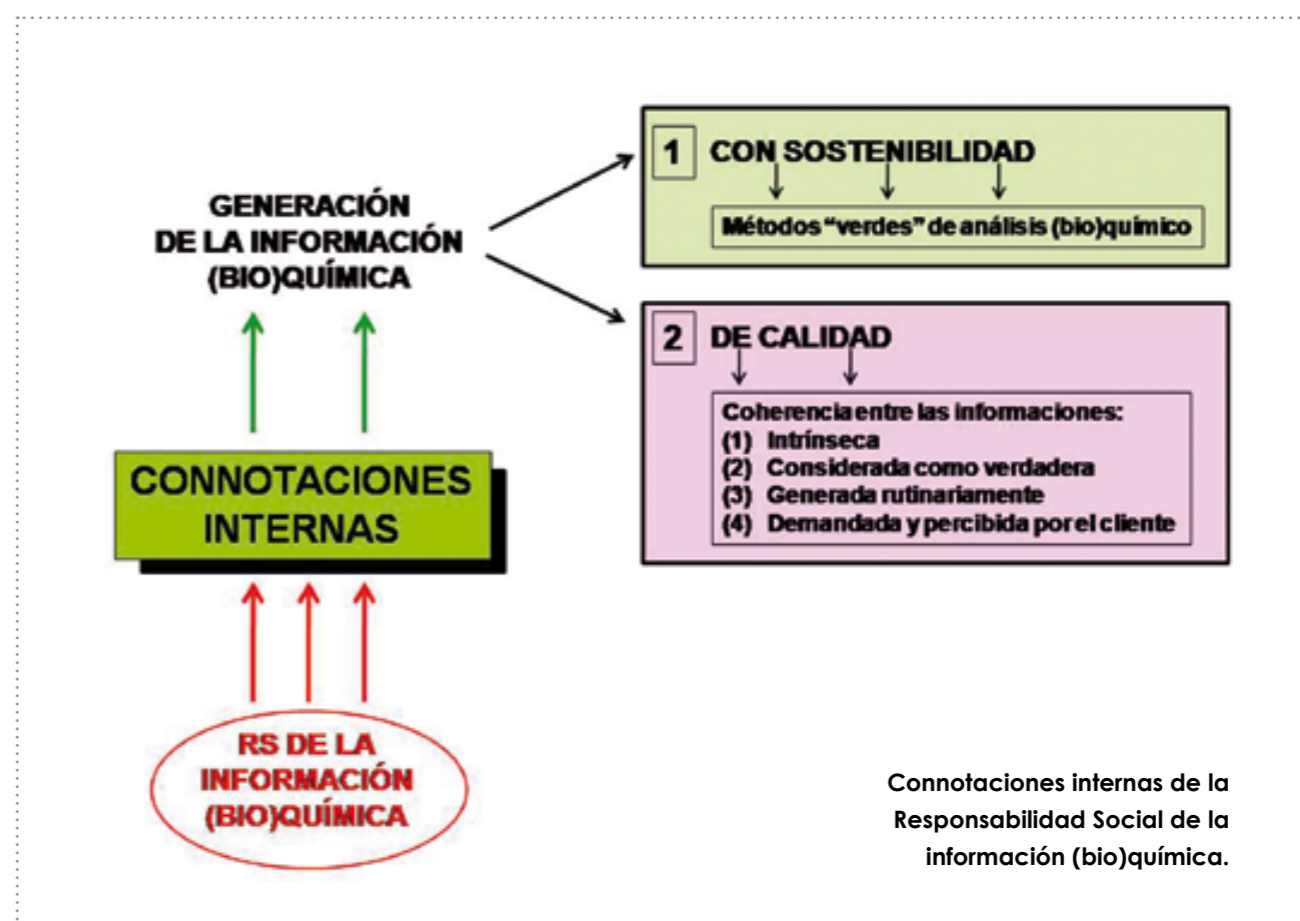 GENERACIÓN
DE LA INFORMACIÓN
(BIO)QUÍMICA
1 CON SOSTENIBILIDAD
Métodos “verdes” de análisis (bio)químico
2 DE CALIDAD
Coherencia entre las informaciones:
(1) Intrínseca
(2) Considerada como verdadera
(3) Generada rutinariamente
(4) Demandada y percibida por el cliente
CONNOTACIONES
INTERNAS
RS DE LA
INFORMACIÓN
(BIO)QUÍMICA
Connotaciones internas de la
Responsabilidad Social de la
información (bio)química.